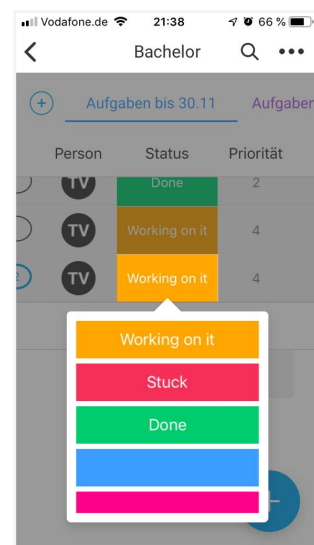 Vodafone.de 21:38 66 %
Bachelor
Aufgaben bis 30.11 Aufgaben
Person Status Priorität
TV Done 2
TV Working on it 4
2 TV Working on it 4
Working on it
Stuck
Done